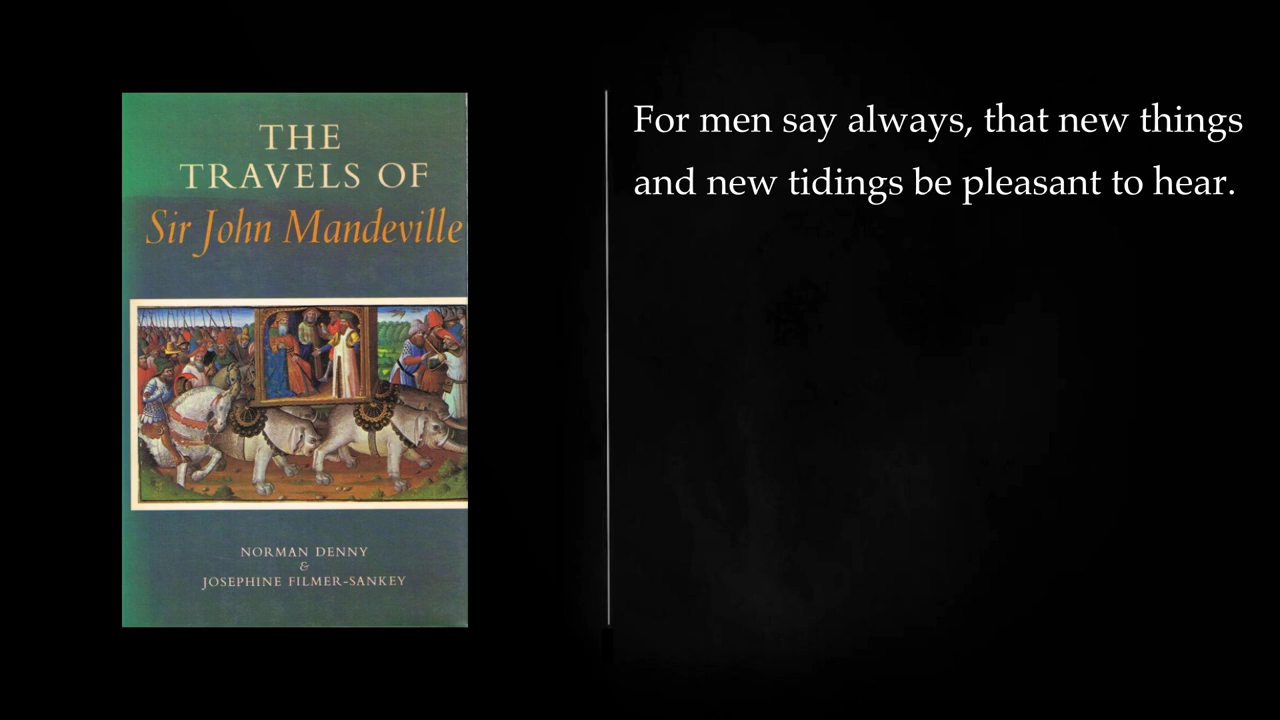 THE
TRAVELS OF
Sir John Mandeville
NORMAN DENNY
&
JOSEPHINE FILMER-SANKEY
For men say always, that new things
and new tidings be pleasant to hear.